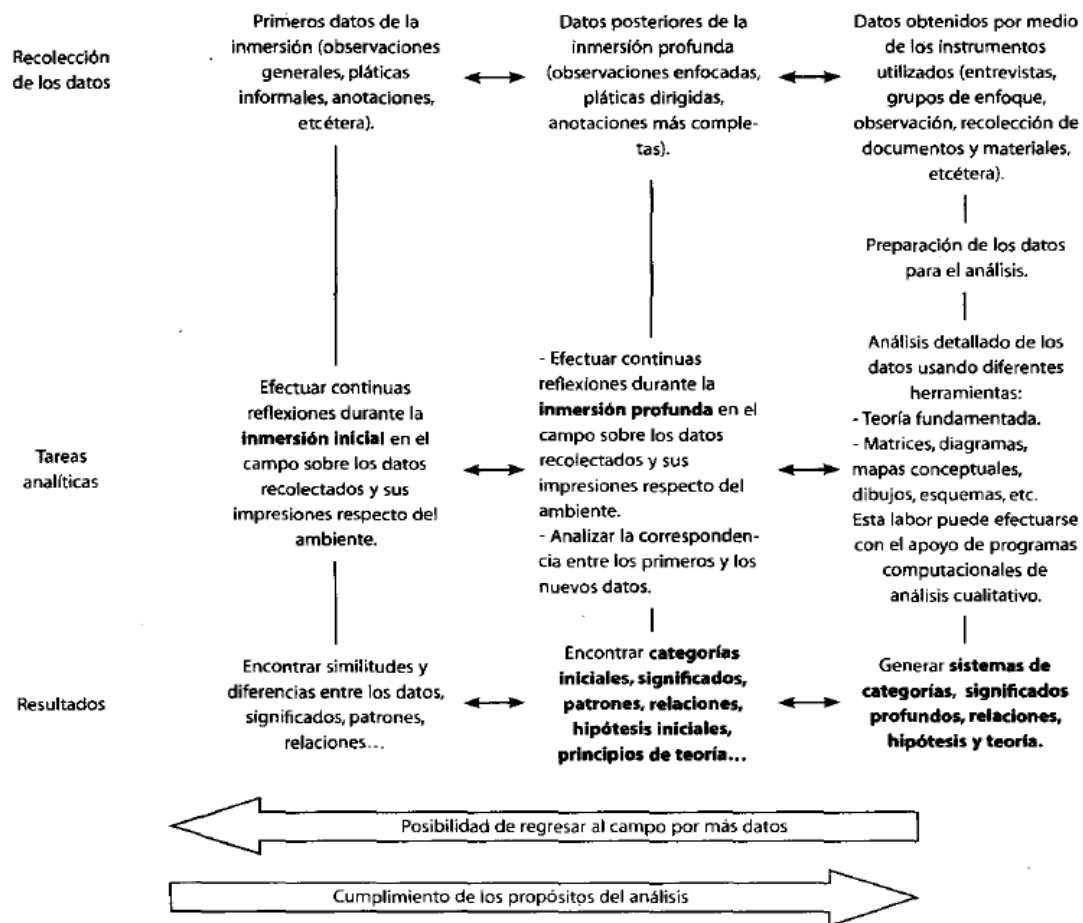 Recolección
de los datos
Primeros datos de la
inmersión (observaciones
generales, pláticas
informales, anotaciones,
etcétera).
Datos posteriores de la
inmersión profunda
(observaciones enfocadas,
pláticas dirigidas,
anotaciones más comple-
tas).
Datos obtenidos por medio
de los instrumentos
utilizados (entrevistas,
grupos de enfoque,
observación, recolección de
documentos y materiales,
etcétera).
Preparación de los datos
para el análisis.
Tareas
analíticas
Efectuar continuas
reflexiones durante la
inmersión inicial en el
campo sobre los datos
recolectados y sus
impresiones respecto del
ambiente.
- Efectuar continuas
reflexiones durante la
inmersión profunda en el
campo sobre los datos
recolectados y sus
impresiones respecto del
ambiente.
- Analizar la corresponden-
cia entre los primeros y los
nuevos datos.
Análisis detallado de los
datos usando diferentes
herramientas:
- Teoría fundamentada.
- Matrices, diagramas,
mapas conceptuales,
dibujos, esquemas, etc.
Esta labor puede efectuarse
con el apoyo de programas
computacionales de
análisis cualitativo.
Resultados
Encontrar similitudes y
diferencias entre los datos,
significados, patrones,
relaciones...
Encontrar categorías
iniciales, significados,
patrones, relaciones,
hipótesis iniciales,
principios de teoría...
Generar sistemas de
categorías, significados
profundos, relaciones,
hipótesis y teoría.
Posibilidad de regresar al campo por más datos
Cumplimiento de los propósitos del análisis